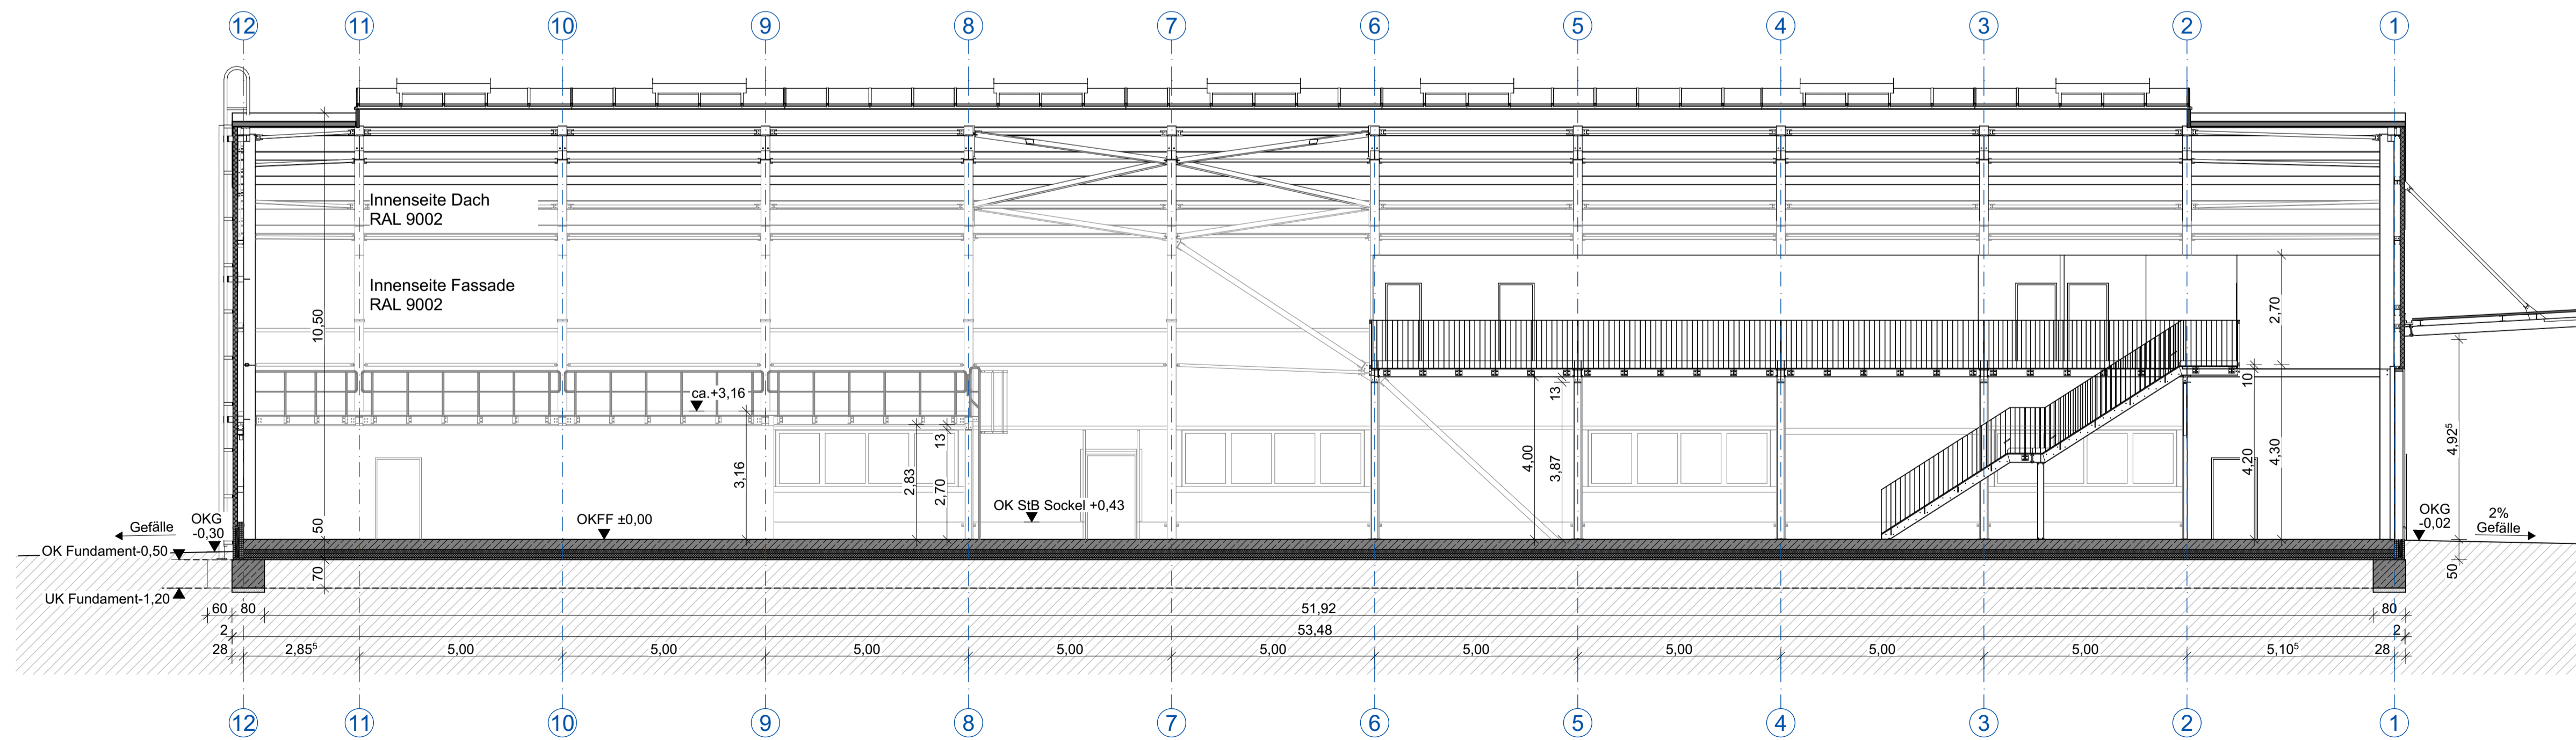 12 11 10 9 8 7 6 5 4 3 2 1
Innenseite Dach
RAL 9002
Innenseite Fassade
RAL 9002
10,50
2,70
ca.+3,16
13
10
4,92⁵
3,16
2,83
13
2,70
4,00
3,87
4,20
4,30
OK StB Sockel +0,43
OKFF ±0,00
50
Gefälle
OKG
-0,30
OKG
-0,02
2%
Gefälle
OK Fundament-0,50
70
50
UK Fundament-1,20
60 80 51,92 80
2 53,48 2
28 2,85⁵ 5,00 5,00 5,00 5,00 5,00 5,00 5,00 5,00 5,00 5,10⁵ 28
12 11 10 9 8 7 6 5 4 3 2 1